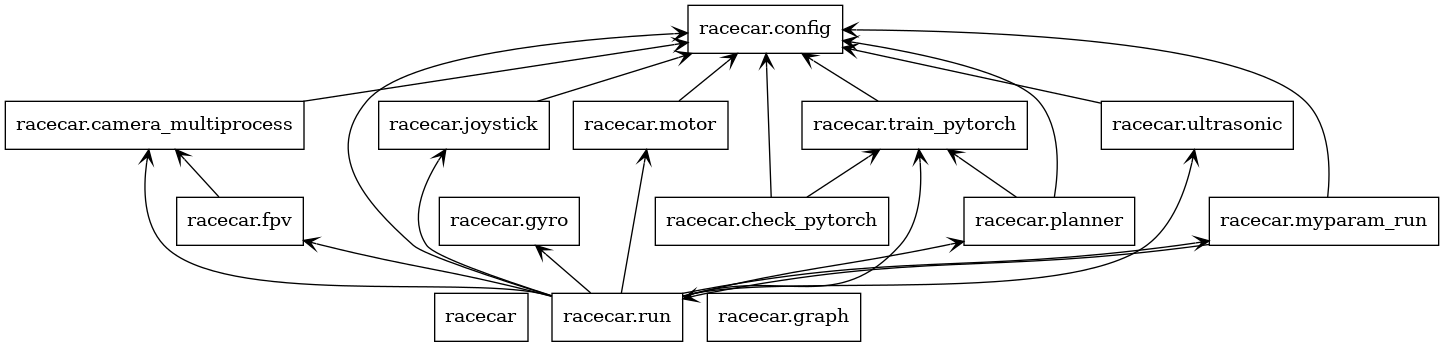 racecar.config
racecar.camera_multiprocess
racecar.joystick
racecar.motor
racecar.train_pytorch
racecar.ultrasonic
racecar.fpv
racecar.gyro
racecar.check_pytorch
racecar.planner
racecar.myparam_run
racecar
racecar.run
racecar.graph